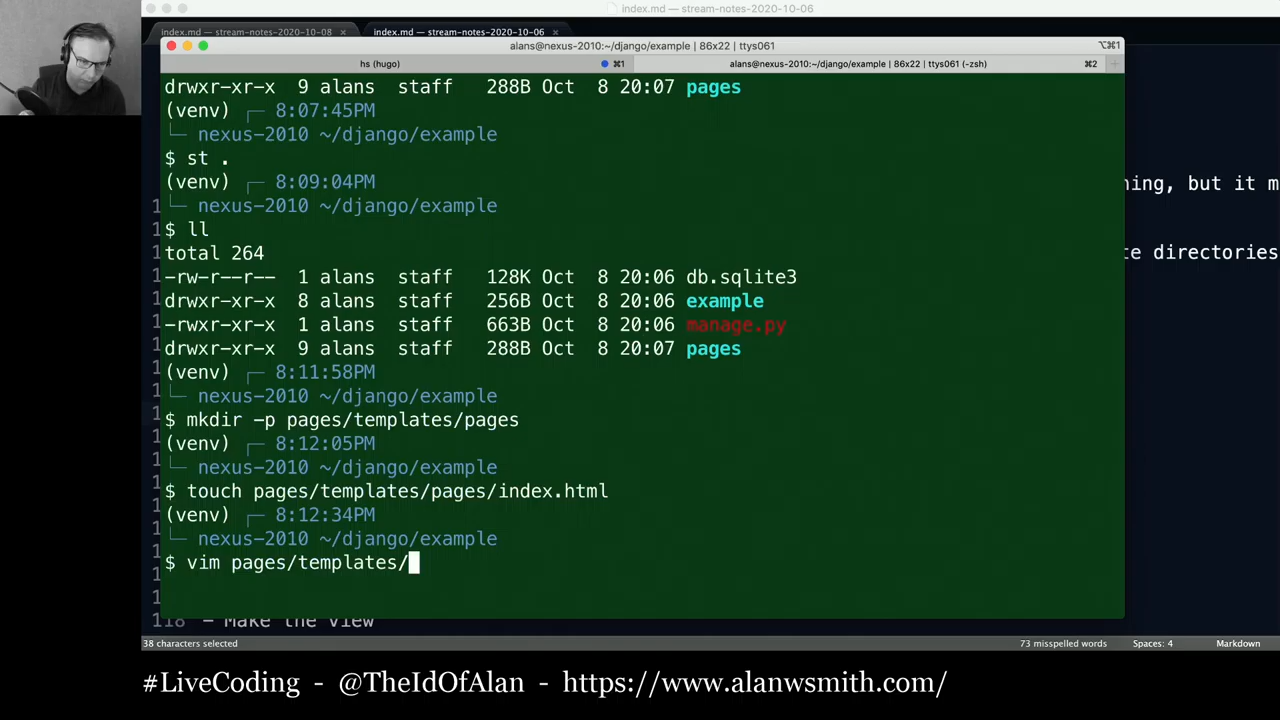 index.md — stream-notes-2020-10-06
index.md — stream-notes-2020-10-08 × index.md — stream-notes-2020-10-06 ×
alans@nexus-2010:~/django/example | 86x22 | ttys061 ⌥⌘1
hs (hugo) ⌘1 alans@nexus-2010:~/django/example | 86x22 | ttys061 (-zsh) ⌘2 +
drwxr-xr-x 9 alans staff 288B Oct 8 20:07 pages
(venv) ┌─ 8:07:45PM
└─ nexus-2010 ~/django/example
$ st .
(venv) ┌─ 8:09:04PM
└─ nexus-2010 ~/django/example
$ ll
total 264
-rw-r--r-- 1 alans staff 128K Oct 8 20:06 db.sqlite3
drwxr-xr-x 8 alans staff 256B Oct 8 20:06 example
-rwxr-xr-x 1 alans staff 663B Oct 8 20:06 manage.py
drwxr-xr-x 9 alans staff 288B Oct 8 20:07 pages
(venv) ┌─ 8:11:58PM
└─ nexus-2010 ~/django/example
$ mkdir -p pages/templates/pages
(venv) ┌─ 8:12:05PM
└─ nexus-2010 ~/django/example
$ touch pages/templates/pages/index.html
(venv) ┌─ 8:12:34PM
└─ nexus-2010 ~/django/example
$ vim pages/templates/
ning, but it m
te directories
118 - Make the view
38 characters selected 73 misspelled words Spaces: 4 Markdown
#LiveCoding - @TheIdOfAlan - https://www.alanwsmith.com/